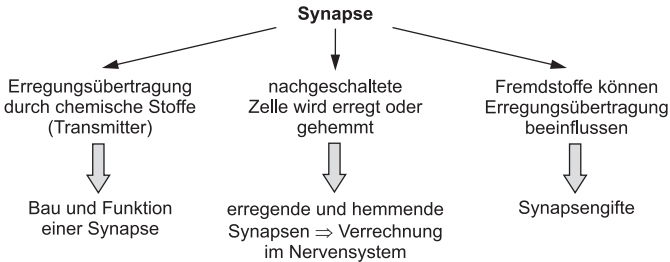 Synapse
Erregungsübertragung
durch chemische Stoffe
(Transmitter)
nachgeschaltete
Zelle wird erregt oder
gehemmt
Fremdstoffe können
Erregungsübertragung
beeinflussen
Bau und Funktion
einer Synapse
erregende und hemmende
Synapsen ⇒ Verrechnung
im Nervensystem
Synapsengifte